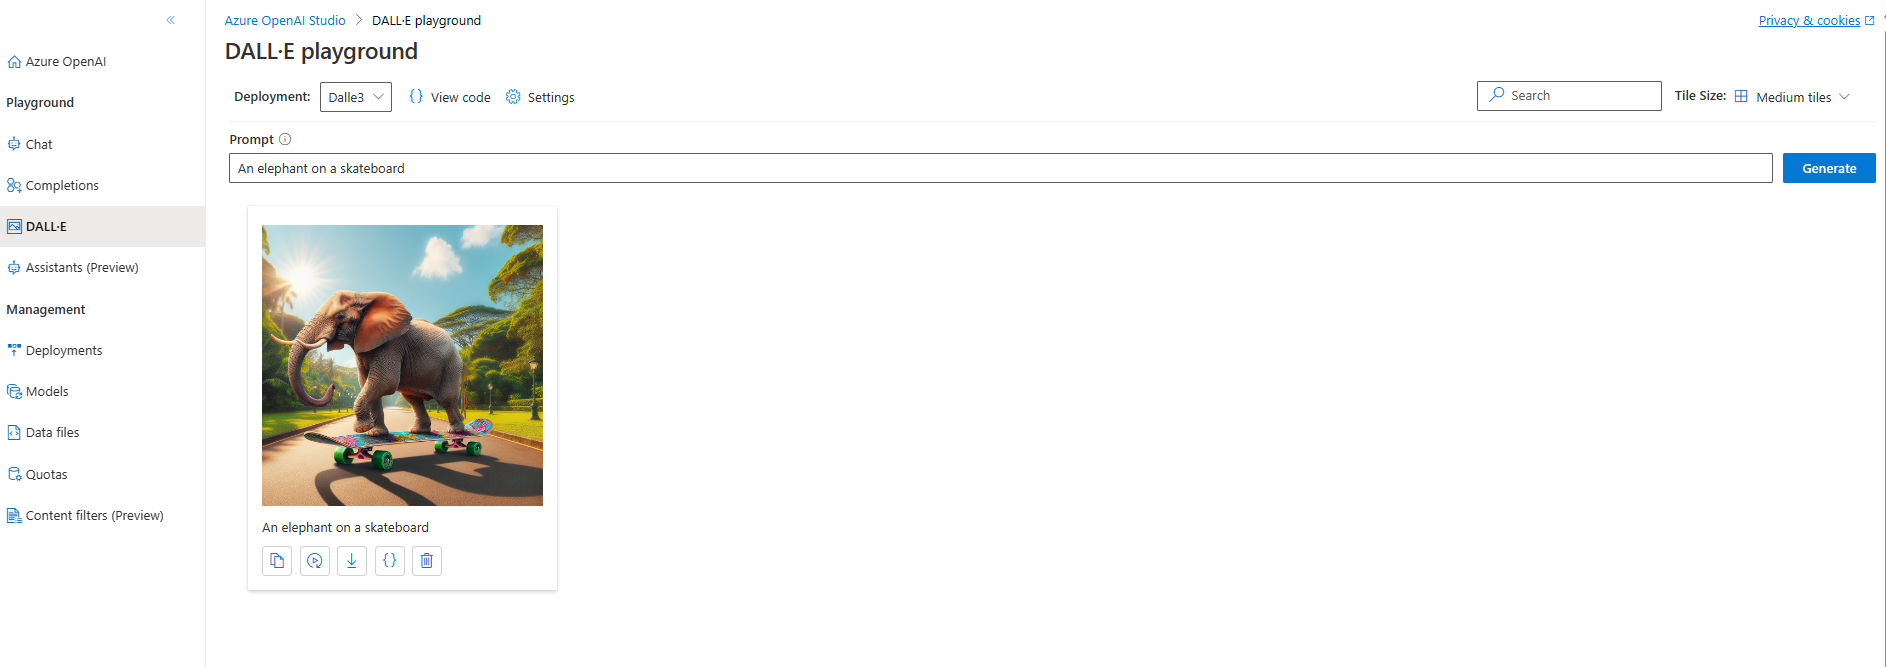 Azure OpenAI Studio > DALL·E playground
Privacy & cookies
DALL·E playground
Azure OpenAI
Playground
Chat
Completions
DALL·E
Assistants (Preview)
Management
Deployments
Models
Data files
Quotas
Content filters (Preview)
Deployment: Dalle3 {} View code Settings
Search
Tile Size: Medium tiles
Prompt
An elephant on a skateboard
Generate
An elephant on a skateboard
{}